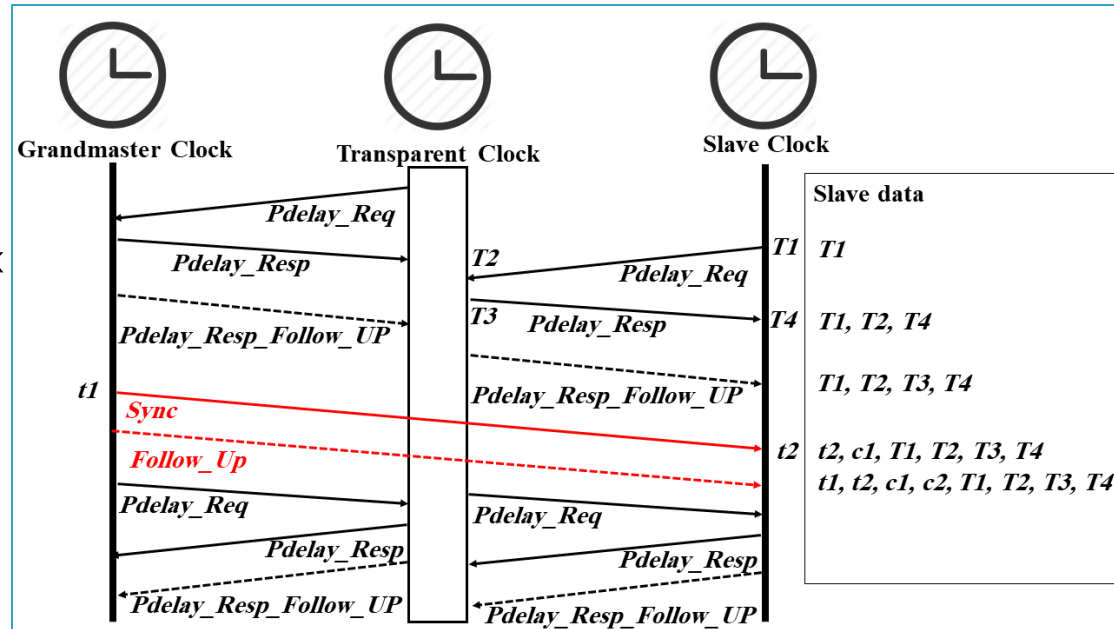 Grandmaster Clock
Transparent Clock
Slave Clock
Slave data
Pdelay_Req
Pdelay_Resp
T2
T1
T1
Pdelay_Req
Pdelay_Resp_Follow_UP
T3
Pdelay_Resp
T4
T1, T2, T4
Pdelay_Resp_Follow_UP
T1, T2, T3, T4
t1
Sync
Follow_Up
t2
t2, c1, T1, T2, T3, T4
t1, t2, c1, c2, T1, T2, T3, T4
Pdelay_Req
Pdelay_Req
Pdelay_Resp
Pdelay_Resp
Pdelay_Resp_Follow_UP
Pdelay_Resp_Follow_UP